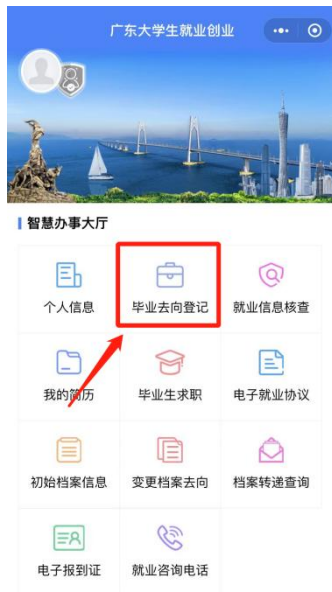 广东大学生就业创业
智慧办事大厅
个人信息
毕业去向登记
就业信息核查
我的简历
毕业生求职
电子就业协议
初始档案信息
变更档案去向
档案转递查询
电子报到证
就业咨询电话